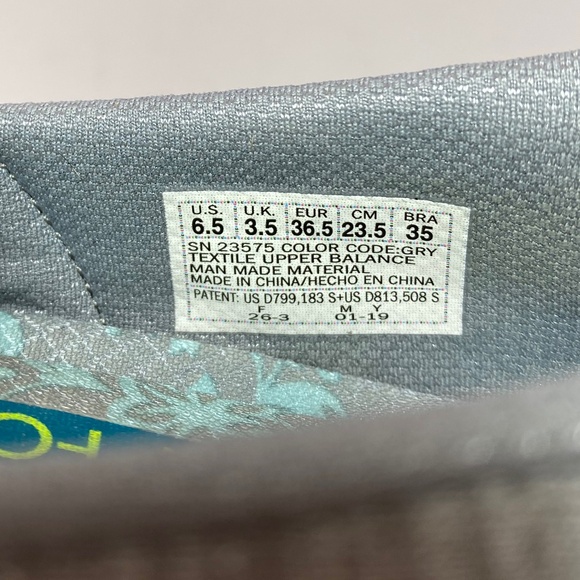 U.S. U.K. EUR CM BRA
6.5 3.5 36.5 23.5 35
SN 23575 COLOR CODE:GRY
TEXTILE UPPER BALANCE
MAN MADE MATERIAL
MADE IN CHINA/HECHO EN CHINA
PATENT: US D799,183 S+US D813,508 S
F M Y
26-3 01-19
FO